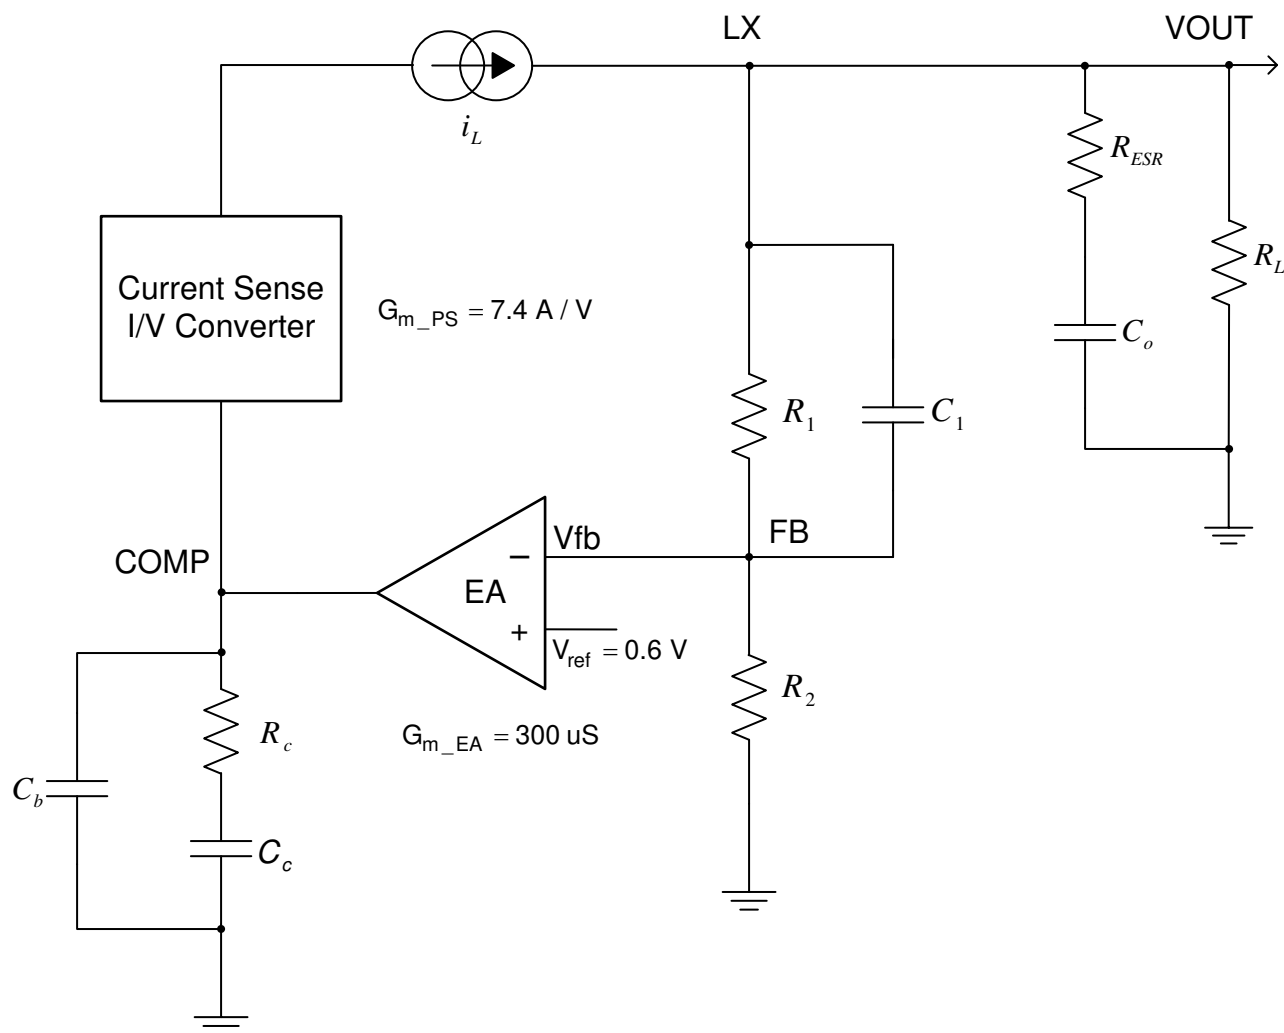 LX
VOUT
i_L
R_ESR
Current Sense
I/V Converter
G_m_PS = 7.4 A / V
R_L
C_o
R_1
C_1
COMP
Vfb
FB
−
EA
+
V_ref = 0.6 V
R_2
R_c
G_m_EA = 300 uS
C_b
C_c